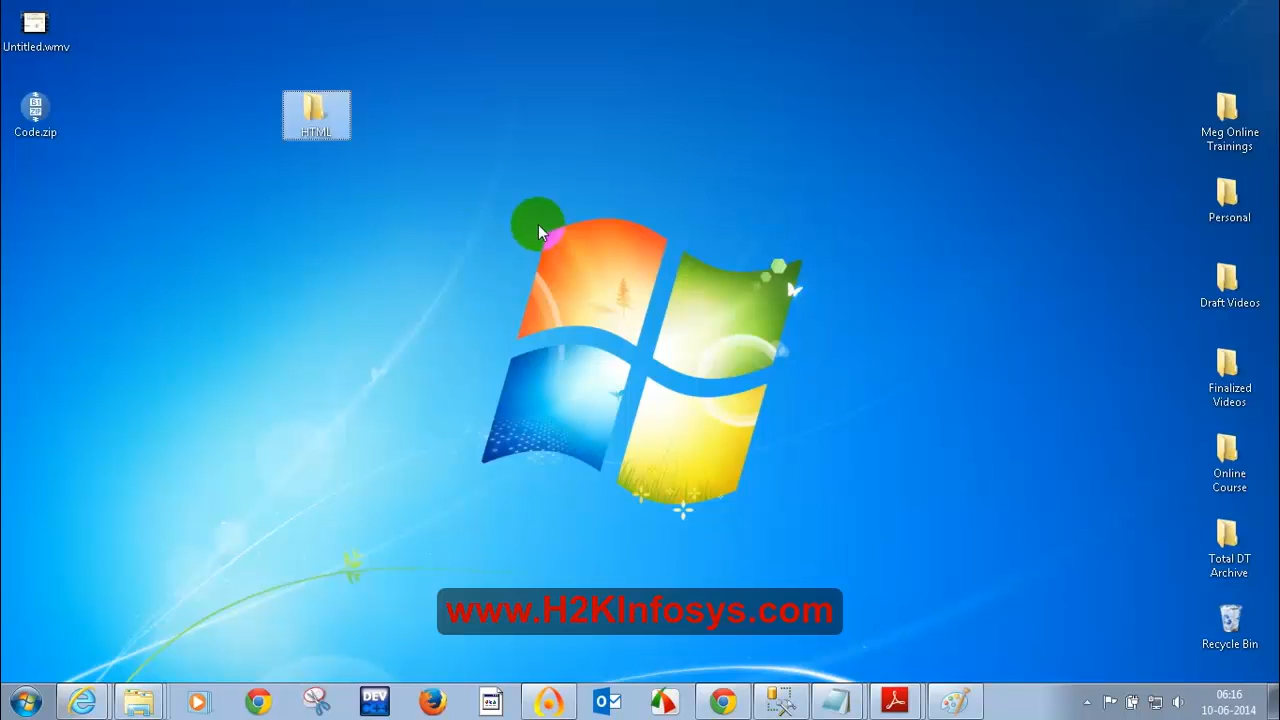 Untitled.wmv
Code.zip
HTML
Meg Online
Trainings
Personal
Draft Videos
Finalized
Videos
Online
Course
Total DT
Archive
Recycle Bin
www.H2KInfosys.com
DEV
06:16
10-06-2014